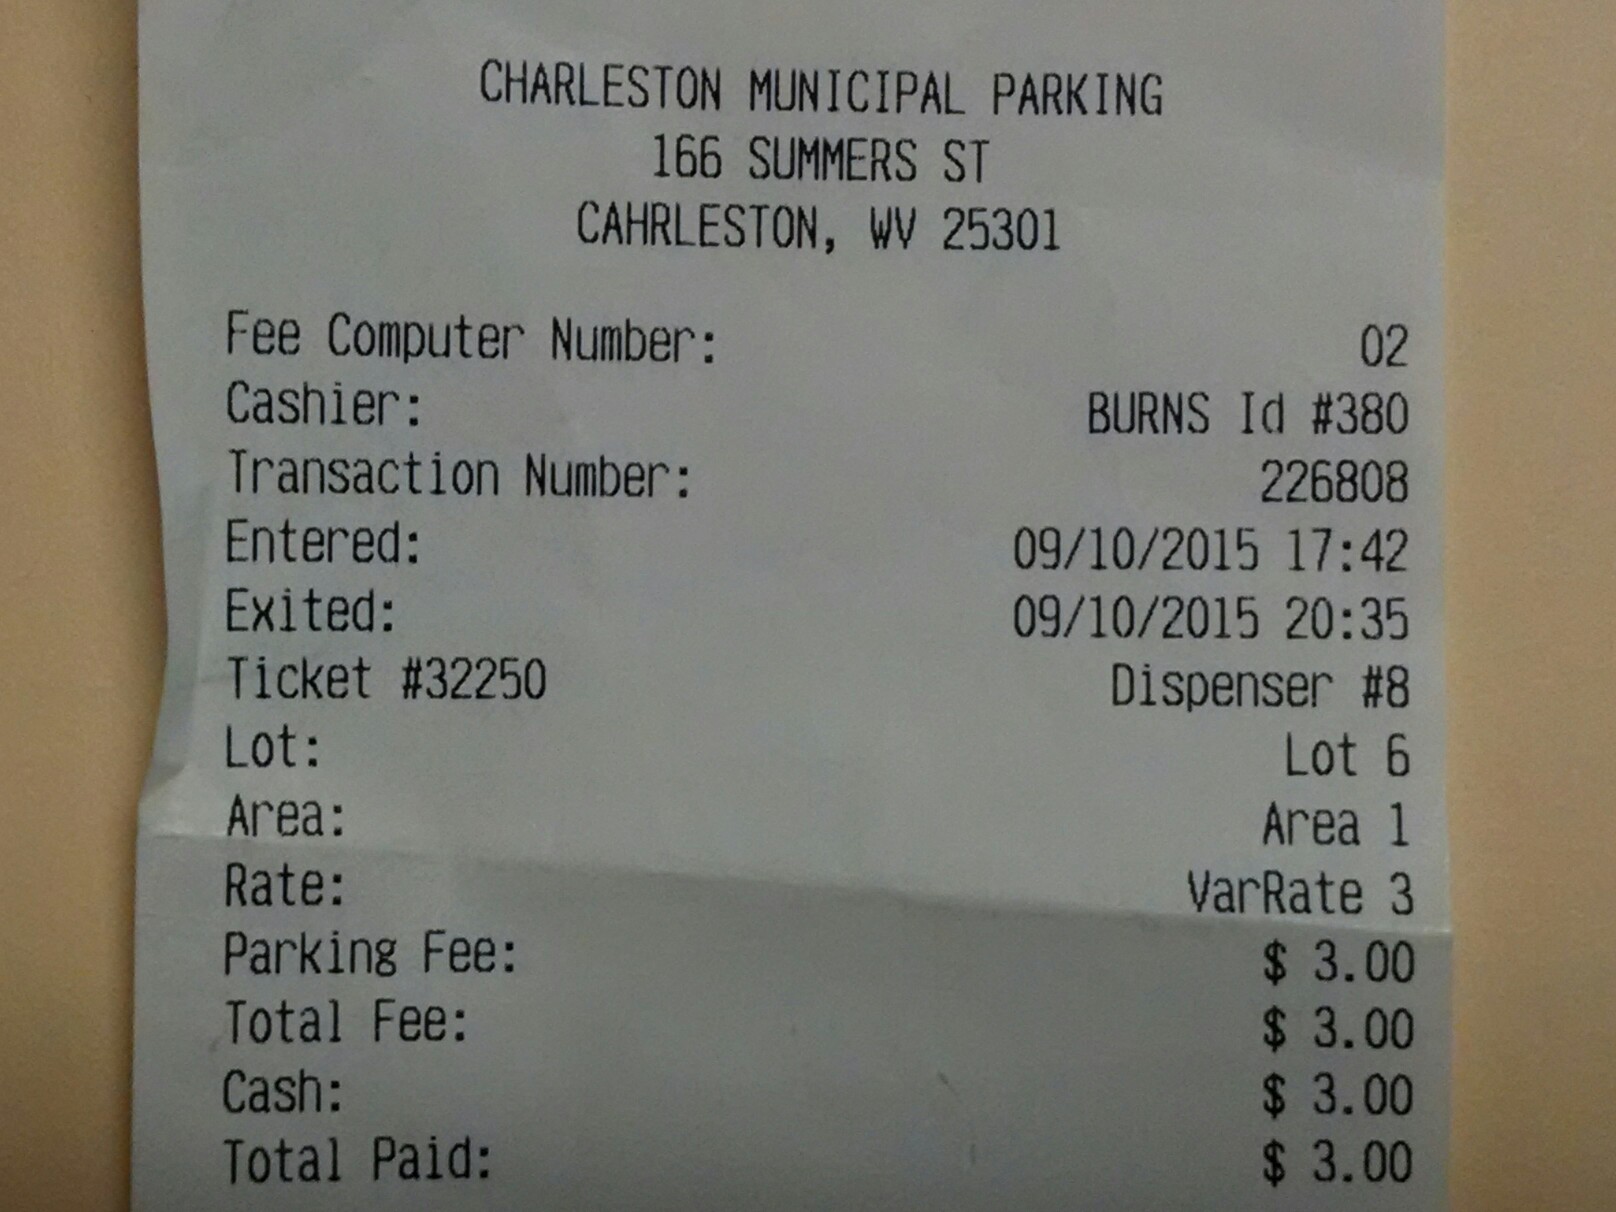 CHARLESTON MUNICIPAL PARKING
166 SUMMERS ST
CAHRLESTON, WV 25301
Fee Computer Number: 02
Cashier: BURNS Id #380
Transaction Number: 226808
Entered: 09/10/2015 17:42
Exited: 09/10/2015 20:35
Ticket #32250 Dispenser #8
Lot: Lot 6
Area: Area 1
Rate: VarRate 3
Parking Fee: $ 3.00
Total Fee: $ 3.00
Cash: $ 3.00
Total Paid: $ 3.00